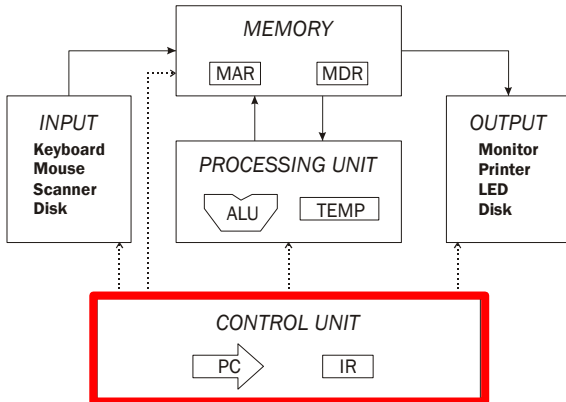 MEMORY
MAR MDR
INPUT
Keyboard
Mouse
Scanner
Disk
PROCESSING UNIT
ALU TEMP
OUTPUT
Monitor
Printer
LED
Disk
CONTROL UNIT
PC IR